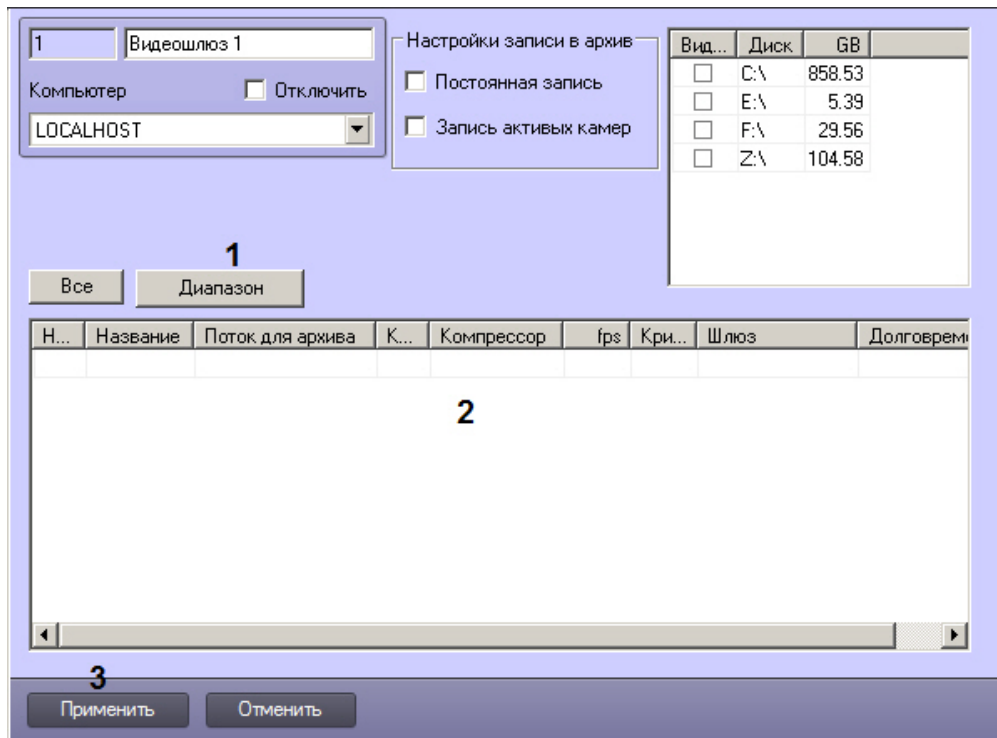 1 Видеошлюз 1
Компьютер Отключить
LOCALHOST
Настройки записи в архив
Постоянная запись
Запись активных камер
Вид... Диск GB
C:\ 858.53
E:\ 5.39
F:\ 29.56
Z:\ 104.58
1
Все Диапазон
Н... Название Поток для архива К... Компрессор fps Кри... Шлюз Долговреме
2
3
Применить Отменить